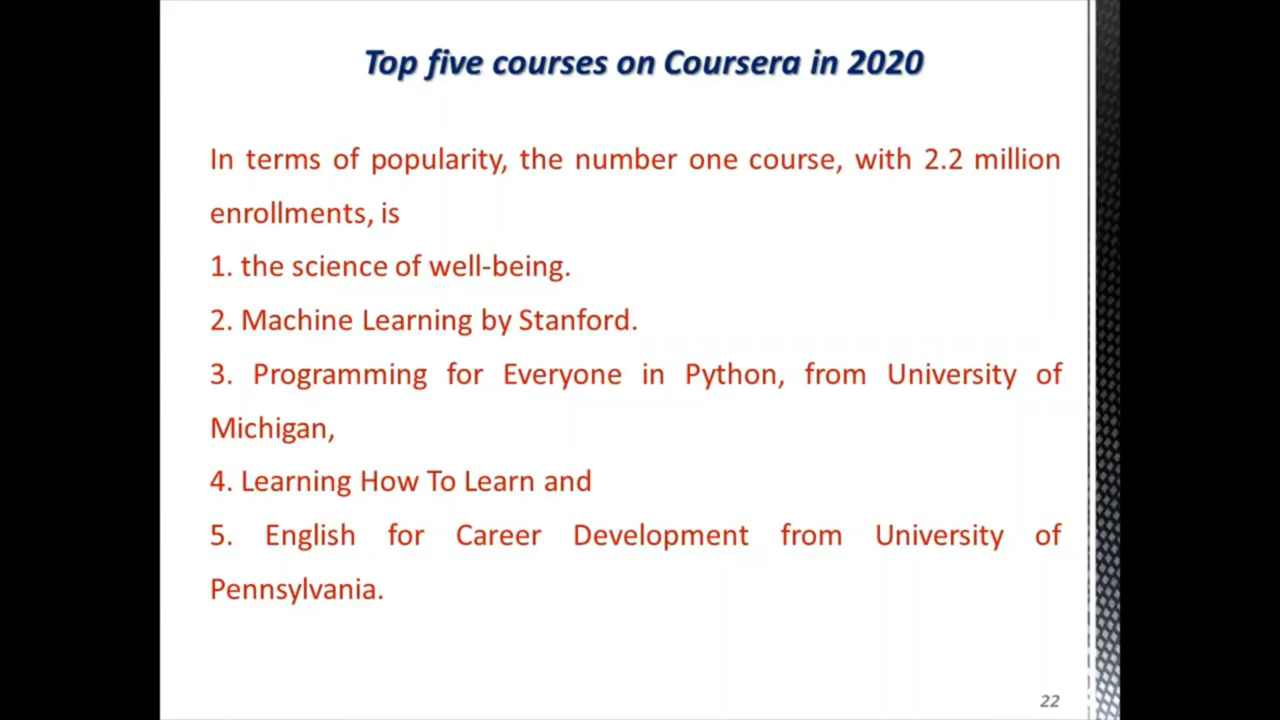 Top five courses on Coursera in 2020
In terms of popularity, the number one course, with 2.2 million
enrollments, is
1. the science of well-being.
2. Machine Learning by Stanford.
3. Programming for Everyone in Python, from University of
Michigan,
4. Learning How To Learn and
5. English for Career Development from University of
Pennsylvania.
22